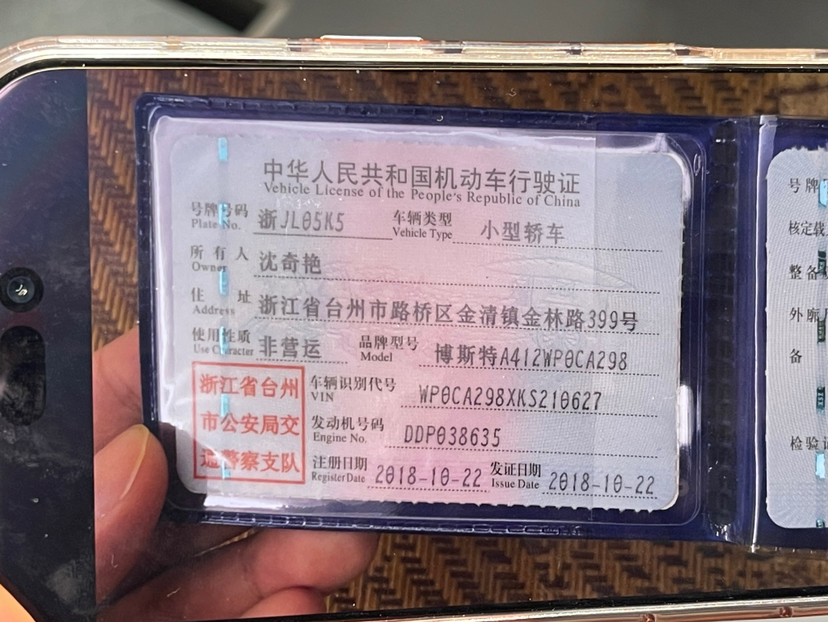 中华人民共和国机动车行驶证
Vehicle License of the People's Republic of China
号牌号码 浙JL05K5 车辆类型 小型轿车
Plate No. Vehicle Type
所有人 沈奇艳
Owner
住址 浙江省台州市路桥区金清镇金林路399号
Address
使用性质 非营运 品牌型号 博斯特A412WP0CA298
Use Character Model
浙江省台州
市公安局交
通警察支队
车辆识别代号 WP0CA298XKS210627
VIN
发动机号码 DDP038635
Engine No.
注册日期 2018-10-22 发证日期 2018-10-22
Register Date Issue Date
号牌
核定载
整备
外廓
备
检验